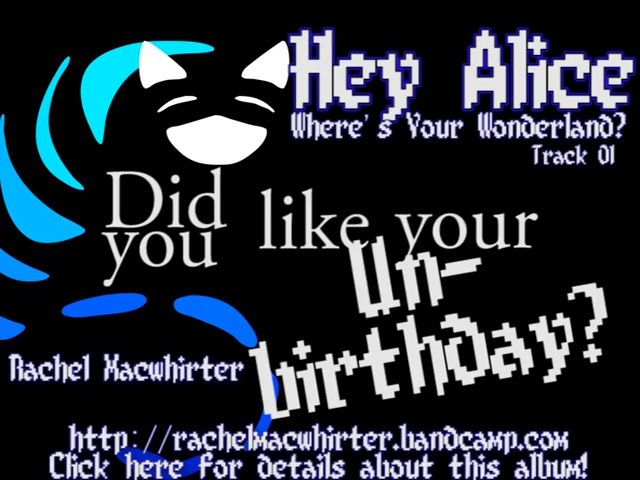 Hey Alice
Where's Your Wonderland?
Track 01
Did you like your
Un-
birthday?
Rachel Macwhirter
http://rachelmacwhirter.bandcamp.com
Click here for details about this album!